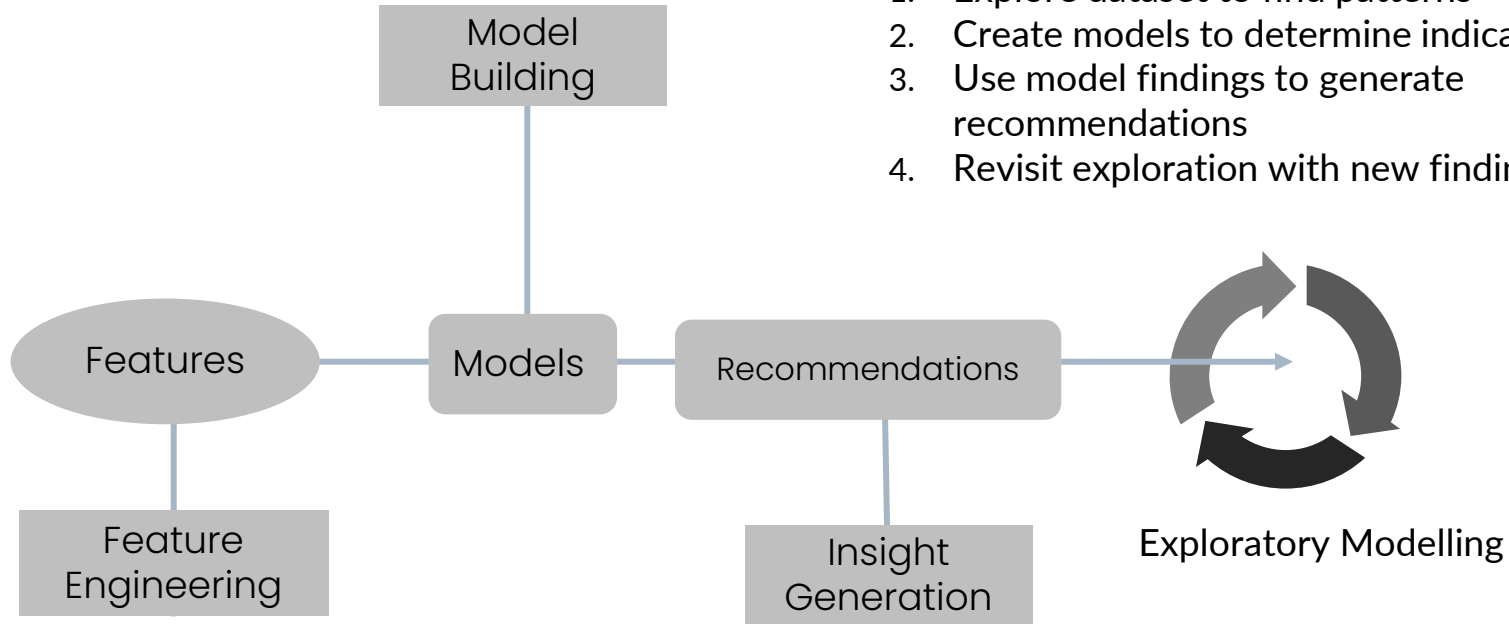 1. Explore dataset to find patterns
2. Create models to determine indica
3. Use model findings to generate
recommendations
4. Revisit exploration with new findin
Model
Building
Features
Models
Recommendations
Feature
Engineering
Insight
Generation
Exploratory Modelling